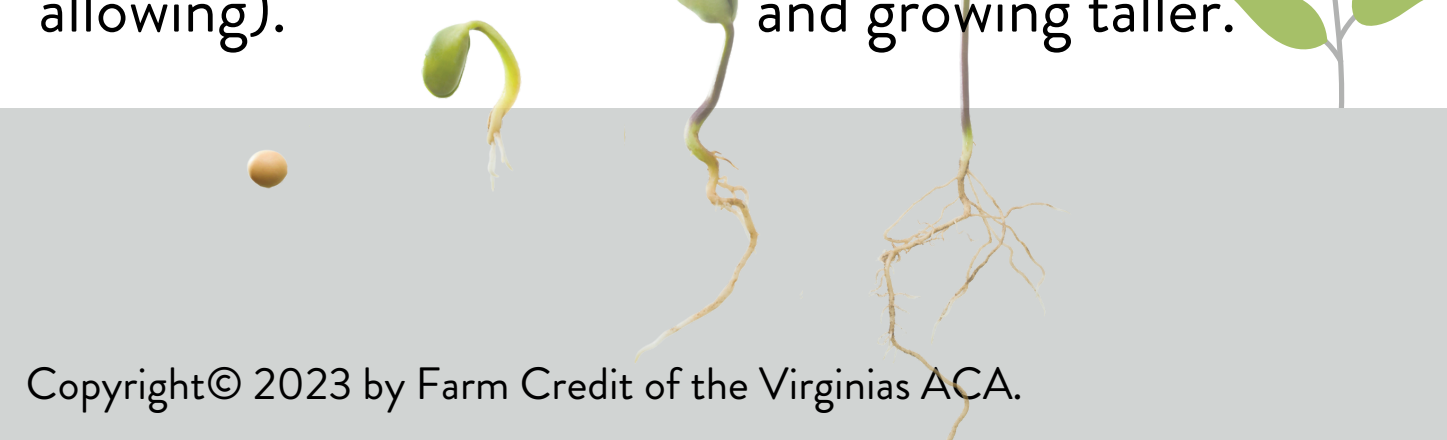 allowing).
and growing taller.
Copyright© 2023 by Farm Credit of the Virginias ACA.